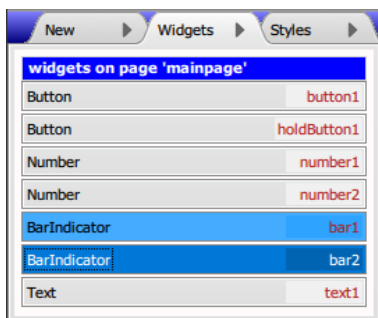 New Widgets Styles
widgets on page 'mainpage'
Button button1
Button holdButton1
Number number1
Number number2
BarIndicator bar1
BarIndicator bar2
Text text1